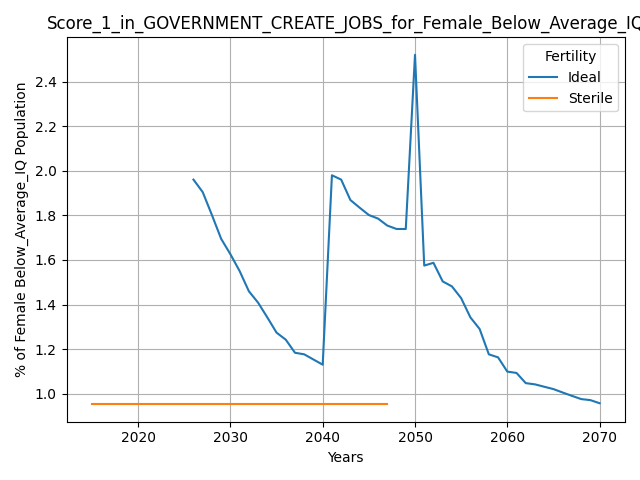 Score_1_in_GOVERNMENT_CREATE_JOBS_for_Female_Below_Average_IQ
% of Female Below_Average_IQ Population
2.4
2.2
2.0
1.8
1.6
1.4
1.2
1.0
Fertility
Ideal
Sterile
2020 2030 2040 2050 2060 2070
Years